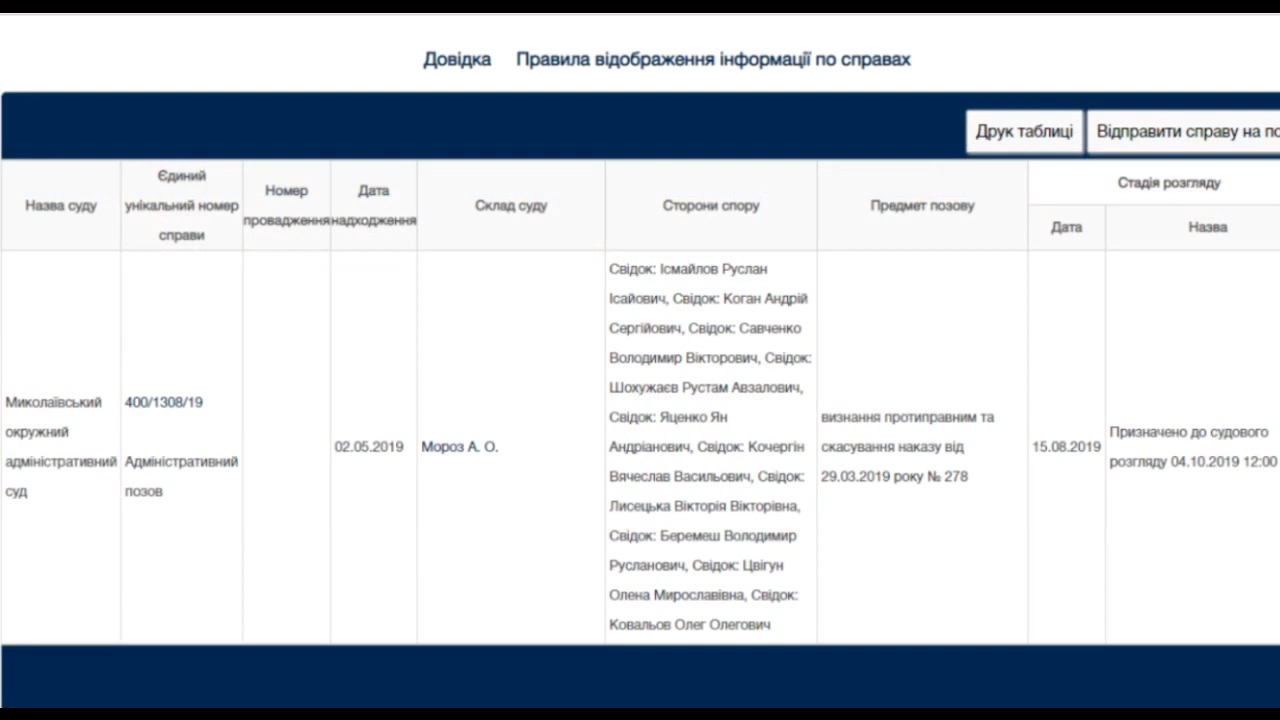 Довідка Правила відображення інформації по справах
Друк таблиці Відправити справу на
Назва суду
Єдиний
унікальний номер
справи
Номер
провадження
Дата
надходження
Склад суду
Сторони спору
Предмет позову
Стадія розгляду
Дата
Назва
Миколаївський
окружний
адміністративний
суд
400/1308/19
Адміністративний
позов
02.05.2019
Мороз А. О.
Свідок: Ісмайлов Руслан
Ісайович, Свідок: Коган Андрій
Сергійович, Свідок: Савченко
Володимир Вікторович, Свідок:
Шохужаєв Рустам Авзалович,
Свідок: Яценко Ян
Андріанович, Свідок: Кочергін
Вячеслав Васильович, Свідок:
Лисецька Вікторія Вікторівна,
Свідок: Беремеш Володимир
Русланович, Свідок: Цвігун
Олена Мирославівна, Свідок:
Ковальов Олег Олегович
визнання протиправним та
скасування наказу від
29.03.2019 року № 278
15.08.2019
Призначено до судового
розгляду 04.10.2019 12:00